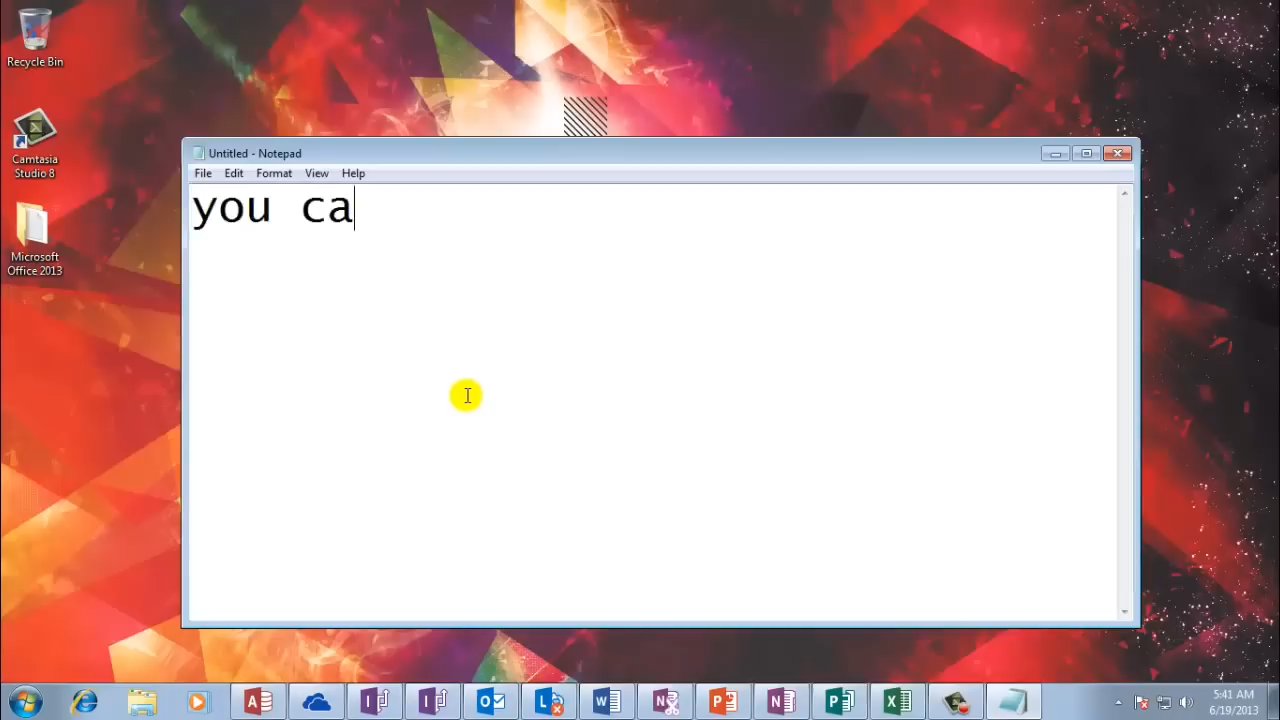 Recycle Bin
Camtasia
Studio 8
Microsoft
Office 2013
Untitled - Notepad
File Edit Format View Help
you ca
5:41 AM
6/19/2013